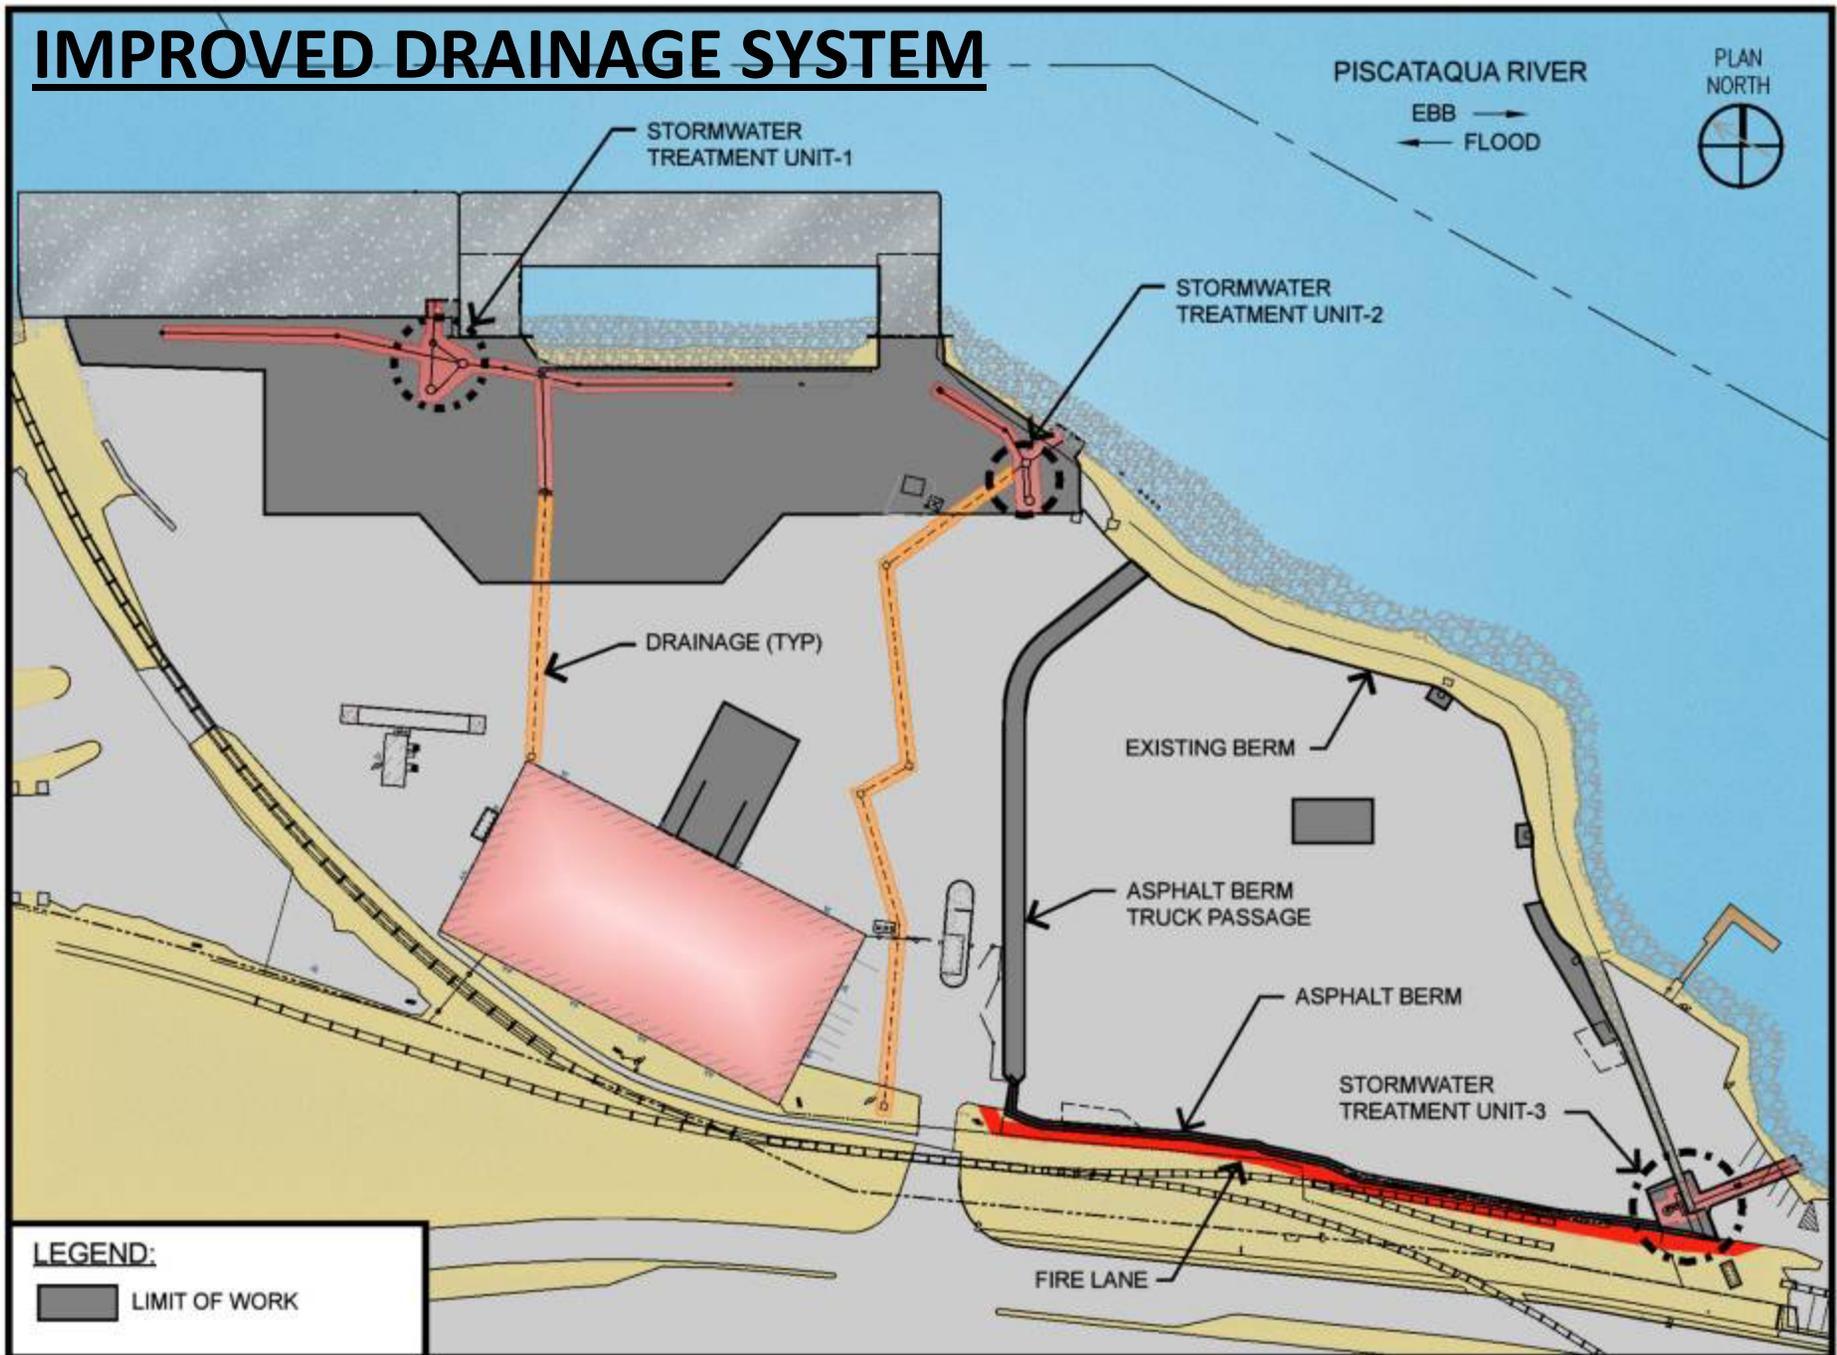 IMPROVED DRAINAGE SYSTEM
PISCATAQUA RIVER
EBB
FLOOD
PLAN
NORTH
STORMWATER
TREATMENT UNIT-1
STORMWATER
TREATMENT UNIT-2
DRAINAGE (TYP)
EXISTING BERM
ASPHALT BERM
TRUCK PASSAGE
ASPHALT BERM
STORMWATER
TREATMENT UNIT-3
FIRE LANE
LEGEND:
LIMIT OF WORK